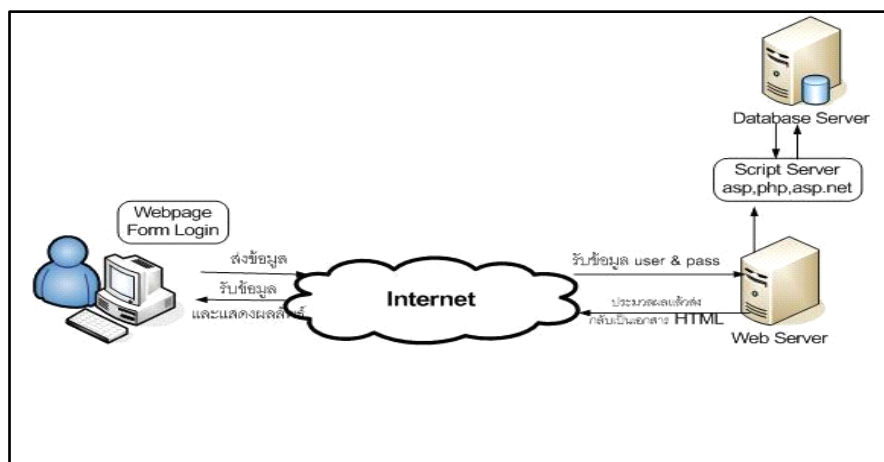 Database Server
Script Server
asp,php,asp.net
Webpage
Form Login
ส่งข้อมูล
รับข้อมูล
และแสดงผลลัพธ์
Internet
รับข้อมูล user & pass
ประมวลผลแล้วส่ง
กลับเป็นเอกสาร HTML
Web Server